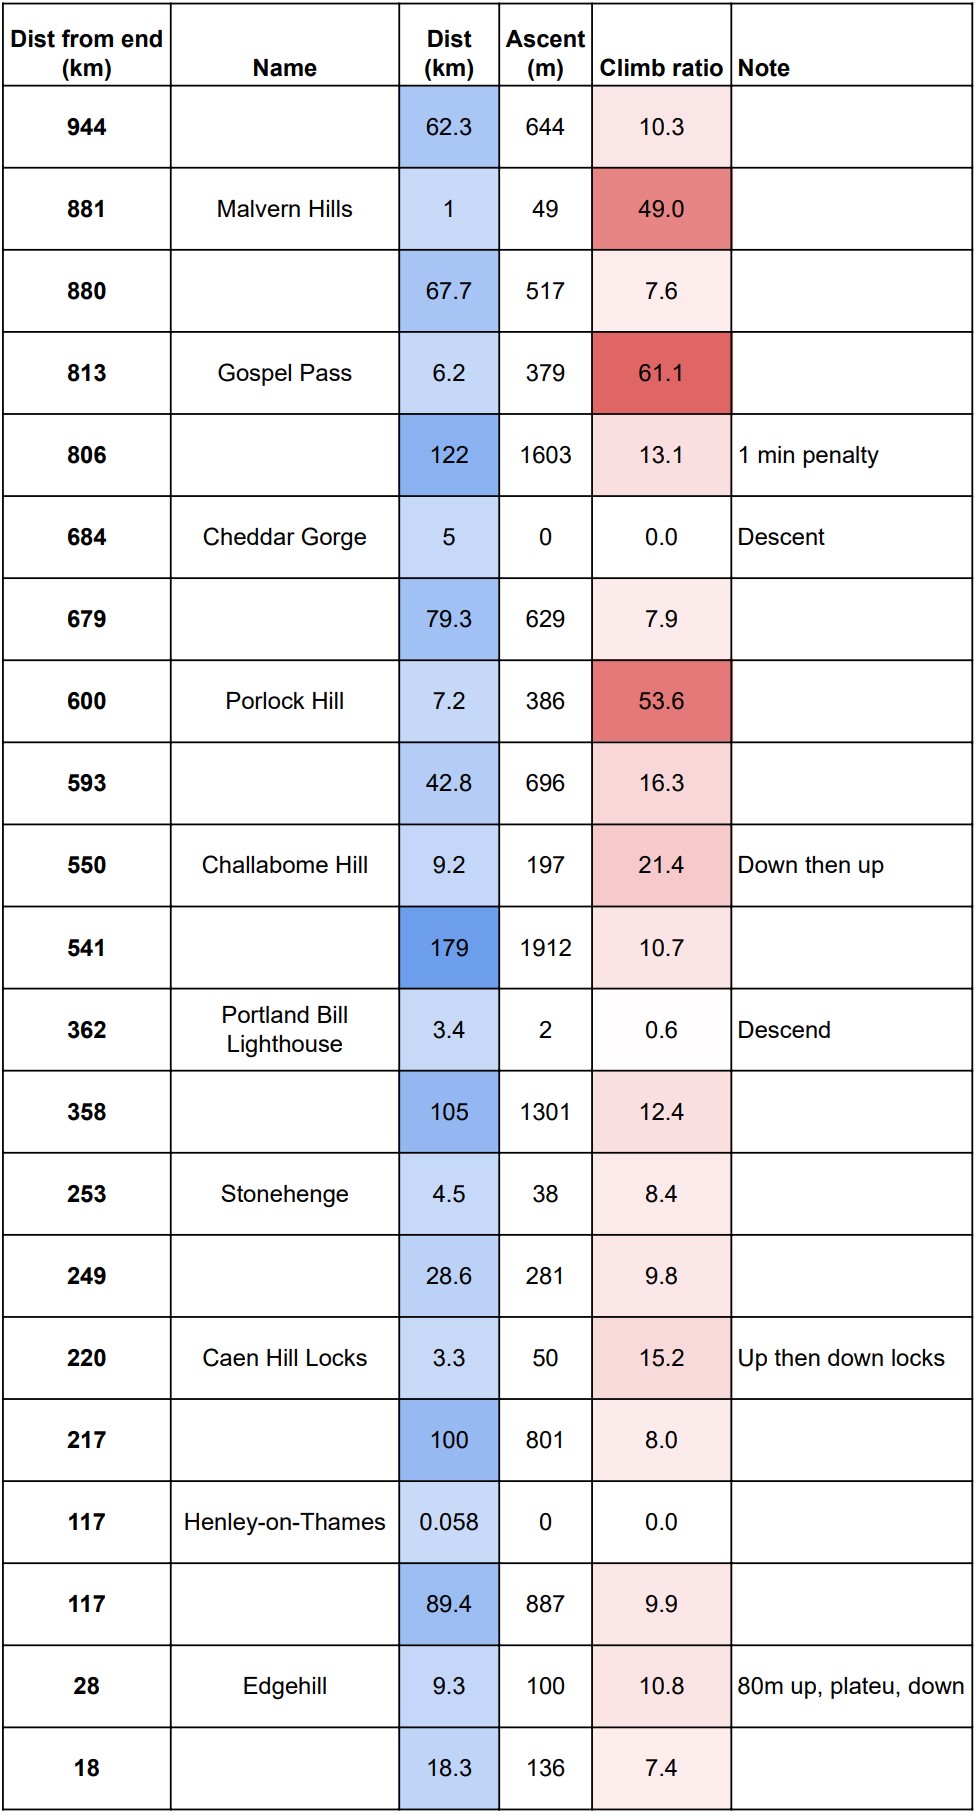 Dist from end (km) Name Dist (km) Ascent (m) Climb ratio Note
944 62.3 644 10.3
881 Malvern Hills 1 49 49.0
880 67.7 517 7.6
813 Gospel Pass 6.2 379 61.1
806 122 1603 13.1 1 min penalty
684 Cheddar Gorge 5 0 0.0 Descent
679 79.3 629 7.9
600 Porlock Hill 7.2 386 53.6
593 42.8 696 16.3
550 Challabome Hill 9.2 197 21.4 Down then up
541 179 1912 10.7
362 Portland Bill Lighthouse 3.4 2 0.6 Descend
358 105 1301 12.4
253 Stonehenge 4.5 38 8.4
249 28.6 281 9.8
220 Caen Hill Locks 3.3 50 15.2 Up then down locks
217 100 801 8.0
117 Henley-on-Thames 0.058 0 0.0
117 89.4 887 9.9
28 Edgehill 9.3 100 10.8 80m up, plateu, down
18 18.3 136 7.4